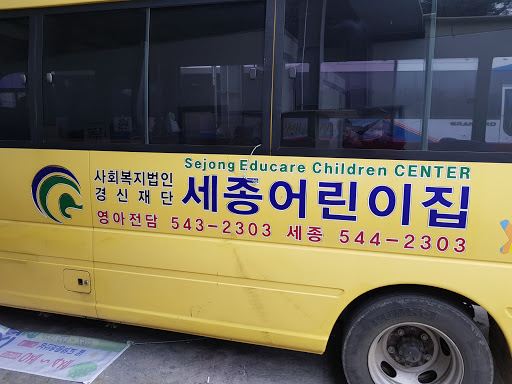 Sejong Educare Children CENTER
사회복지법인
경신재단
세종어린이집
영아전담 543-2303 세종 544-2303